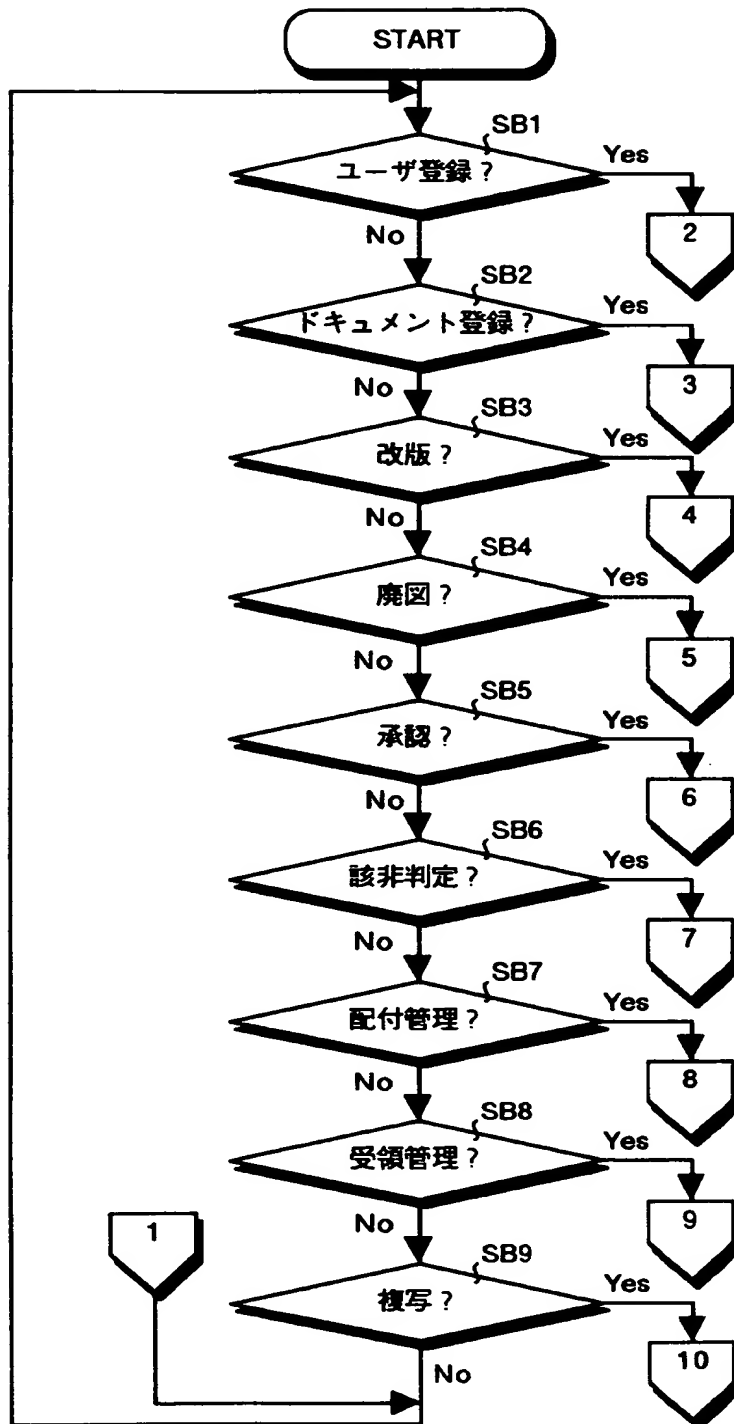 START
SB1
ユーザ登録？
Yes
2
No
SB2
ドキュメント登録？
Yes
3
No
SB3
改版？
Yes
4
No
SB4
廃図？
Yes
5
No
SB5
承認？
Yes
6
No
SB6
該非判定？
Yes
7
No
SB7
配付管理？
Yes
8
No
SB8
受領管理？
Yes
9
No
1
SB9
複写？
Yes
10
No